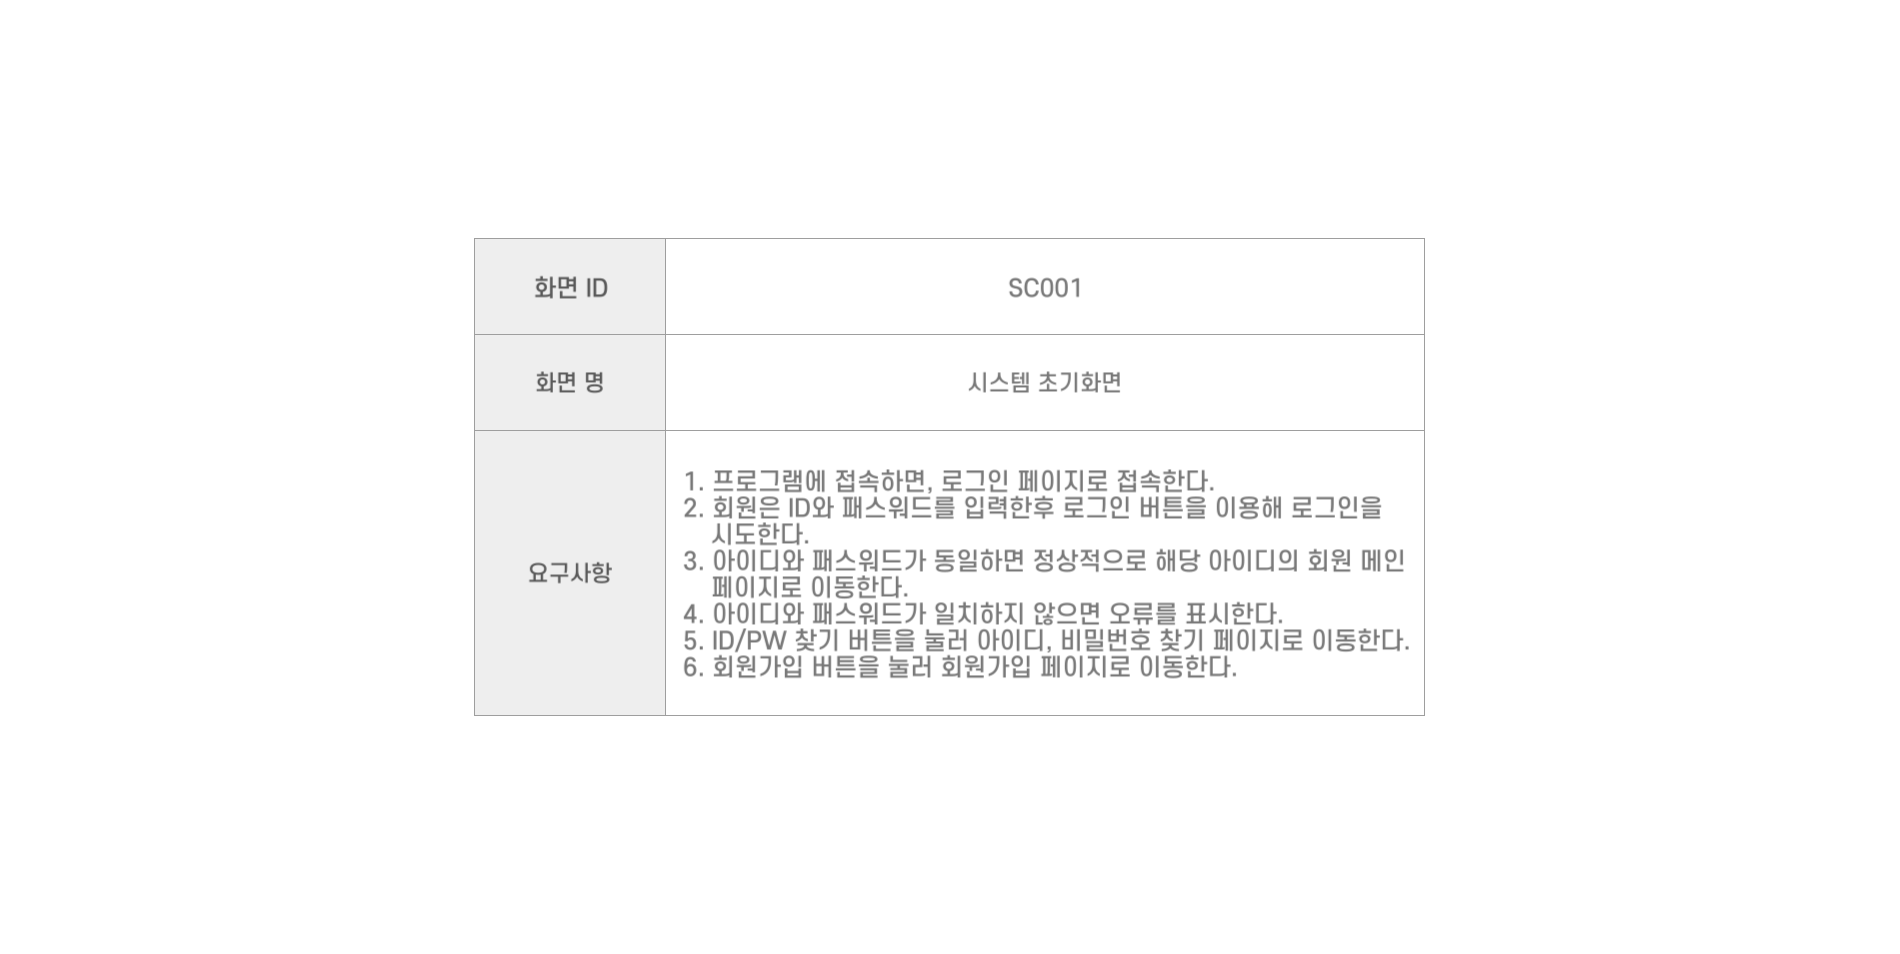 화면 ID
SC001
화면 명
시스템 초기화면
요구사항
1. 프로그램에 접속하면, 로그인 페이지로 접속한다.
2. 회원은 ID와 패스워드를 입력한후 로그인 버튼을 이용해 로그인을
시도한다.
3. 아이디와 패스워드가 동일하면 정상적으로 해당 아이디의 회원 메인
페이지로 이동한다.
4. 아이디와 패스워드가 일치하지 않으면 오류를 표시한다.
5. ID/PW 찾기 버튼을 눌러 아이디, 비밀번호 찾기 페이지로 이동한다.
6. 회원가입 버튼을 눌러 회원가입 페이지로 이동한다.